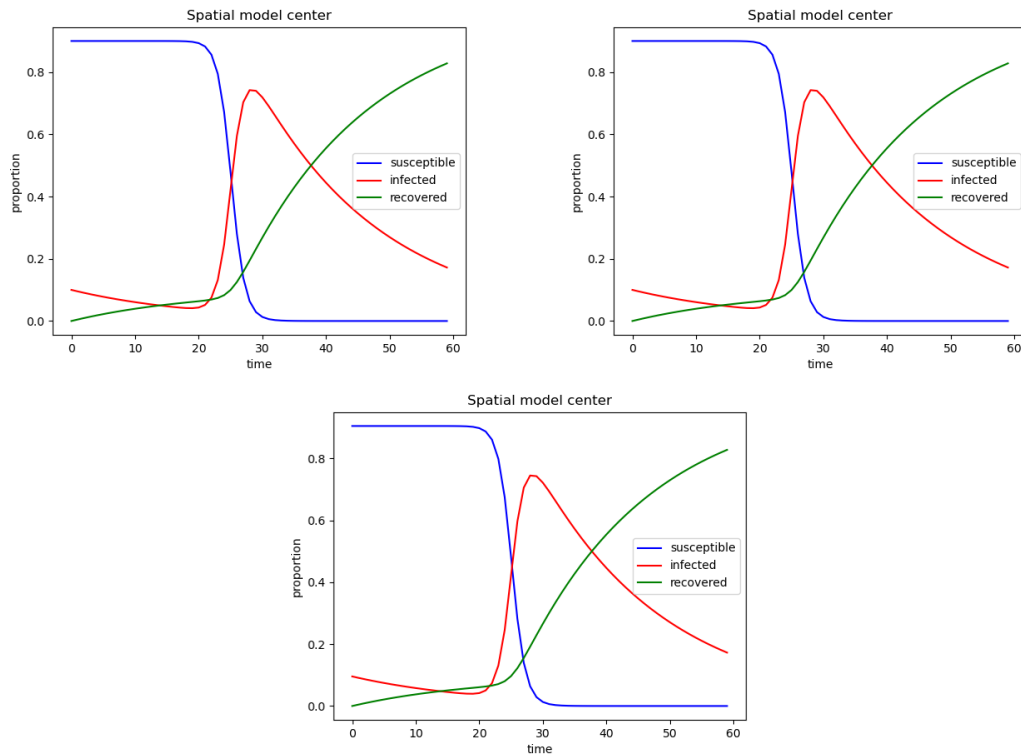 Spatial model center
proportion
0.8
0.6
0.4
0.2
0.0
susceptible
infected
recovered
0 10 20 30 40 50 60
time
Spatial model center
proportion
0.8
0.6
0.4
0.2
0.0
susceptible
infected
recovered
0 10 20 30 40 50 60
time
Spatial model center
proportion
0.8
0.6
0.4
0.2
0.0
susceptible
infected
recovered
0 10 20 30 40 50 60
time